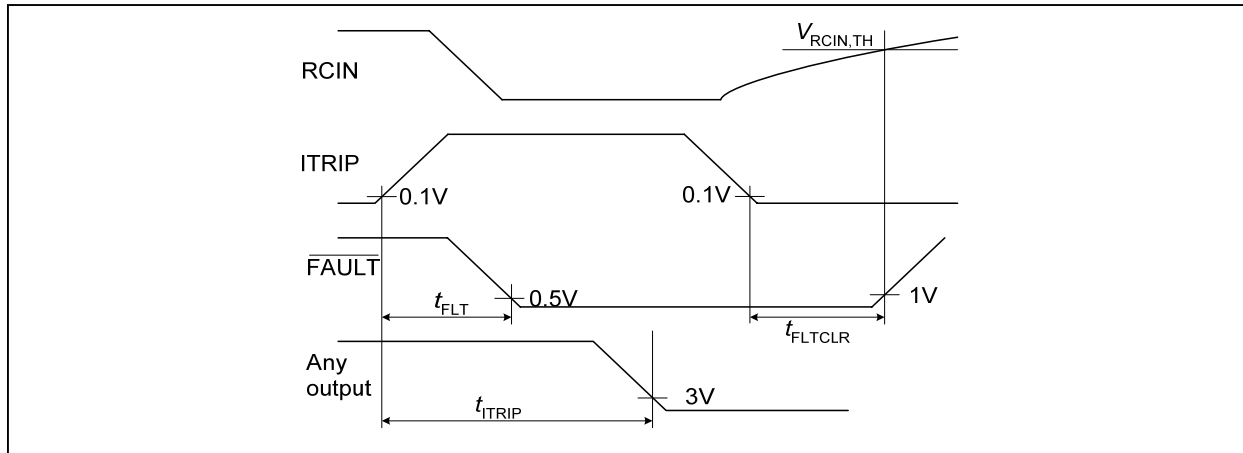 V_RCIN,TH
RCIN
ITRIP
0.1V
0.1V
FAULT
0.5V
1V
t_FLT
t_FLTCLR
Any
output
3V
t_ITRIP